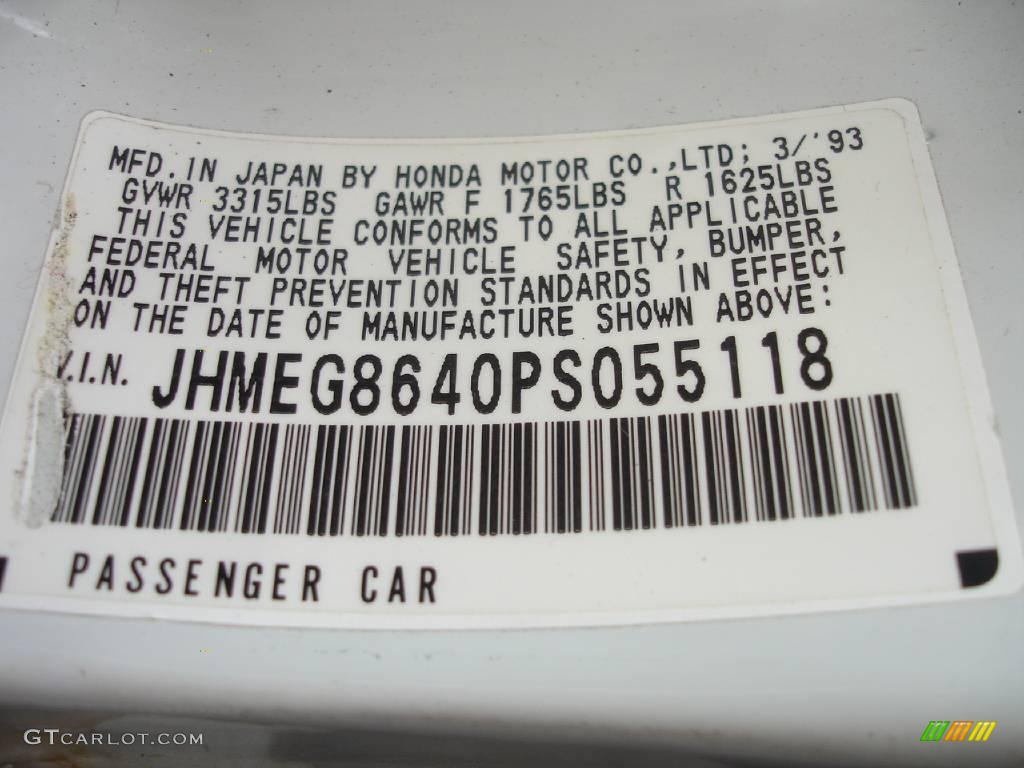 MFD. IN JAPAN BY HONDA MOTOR CO., LTD; 3/'93
GVWR 3315LBS GAWR F 1765LBS R 1625LBS
THIS VEHICLE CONFORMS TO ALL APPLICABLE
FEDERAL MOTOR VEHICLE SAFETY, BUMPER,
AND THEFT PREVENTION STANDARDS IN EFFECT
ON THE DATE OF MANUFACTURE SHOWN ABOVE:
V.I.N. JHMEG8640PS055118
PASSENGER CAR
GTCARLOT.COM